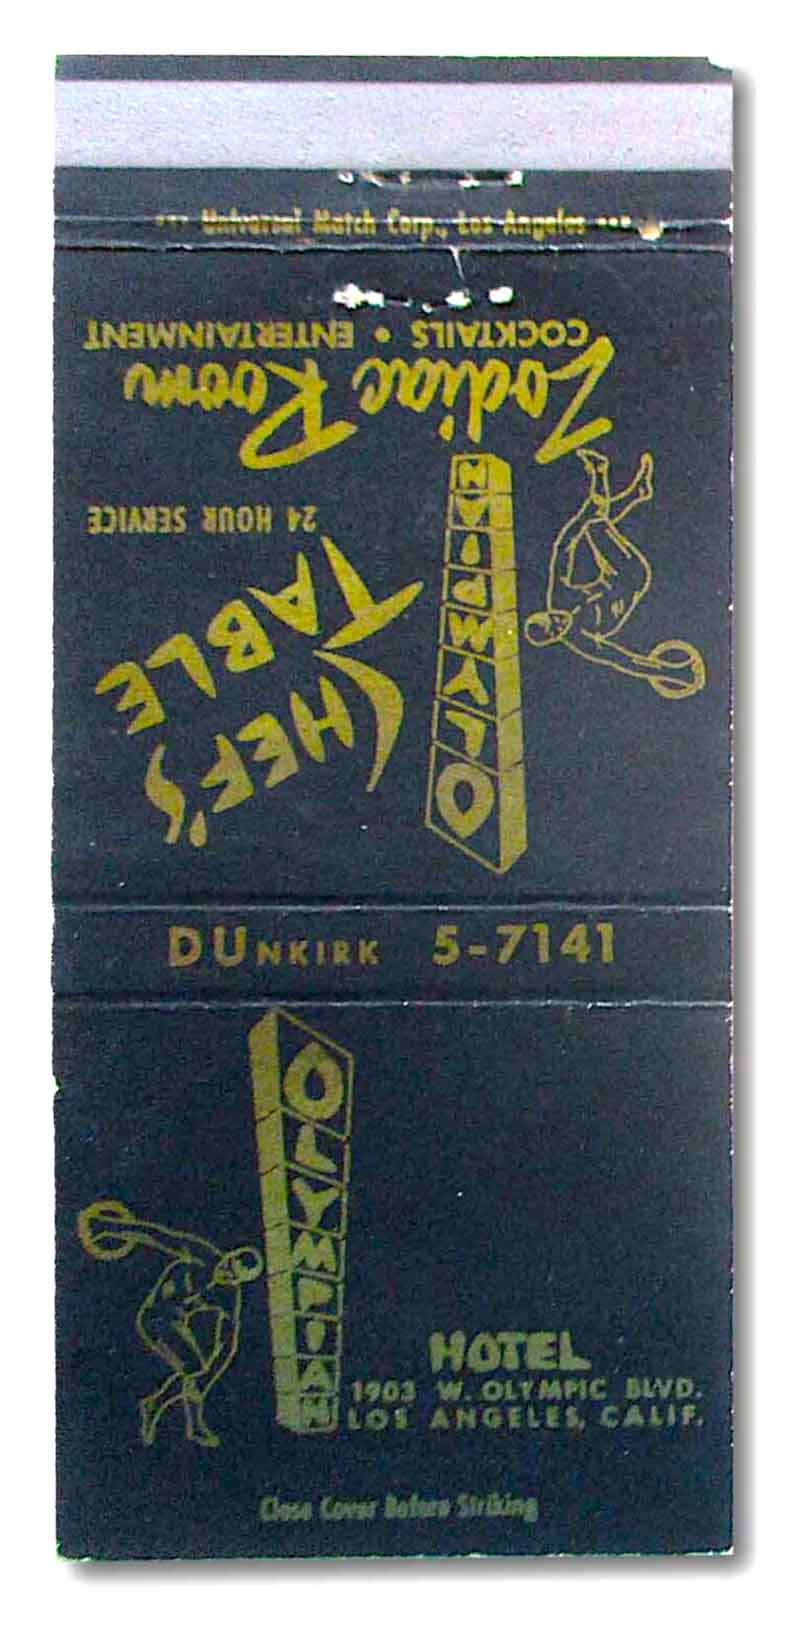 *** Universal Match Corp., Los Angeles ***
Zodiac Room
COCKTAILS • ENTERTAINMENT
OLYMPIAN
CHEF'S
TABLE
24 HOUR SERVICE
DUNKIRK 5-7141
OLYMPIAN
HOTEL
1903 W. OLYMPIC BLVD.
LOS ANGELES, CALIF.
Close Cover Before Striking